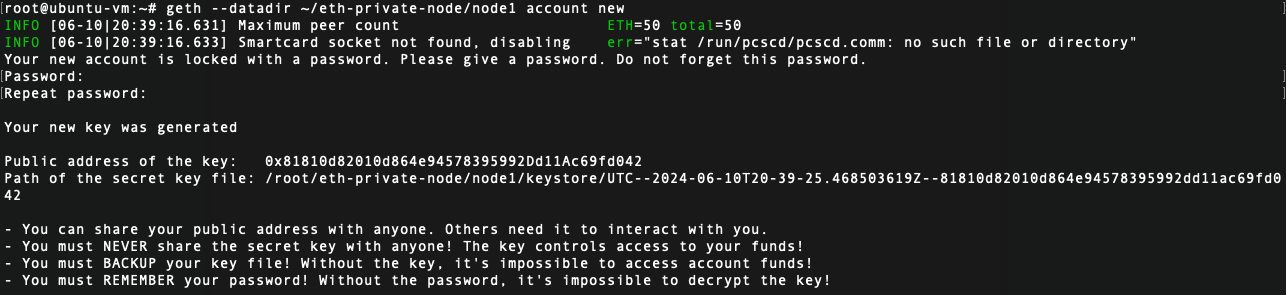 [root@ubuntu-vm:~# geth --datadir ~/eth-private-node/node1 account new ]
INFO [06-10|20:39:16.631] Maximum peer count ETH=50 total=50
INFO [06-10|20:39:16.633] Smartcard socket not found, disabling err="stat /run/pcscd/pcscd.comm: no such file or directory"
Your new account is locked with a password. Please give a password. Do not forget this password.
[Password: ]
[Repeat password: ]
Your new key was generated
Public address of the key: 0x81810d82010d864e94578395992Dd11Ac69fd042
Path of the secret key file: /root/eth-private-node/node1/keystore/UTC--2024-06-10T20-39-25.468503619Z--81810d82010d864e94578395992dd11ac69fd0
42
- You can share your public address with anyone. Others need it to interact with you.
- You must NEVER share the secret key with anyone! The key controls access to your funds!
- You must BACKUP your key file! Without the key, it's impossible to access account funds!
- You must REMEMBER your password! Without the password, it's impossible to decrypt the key!